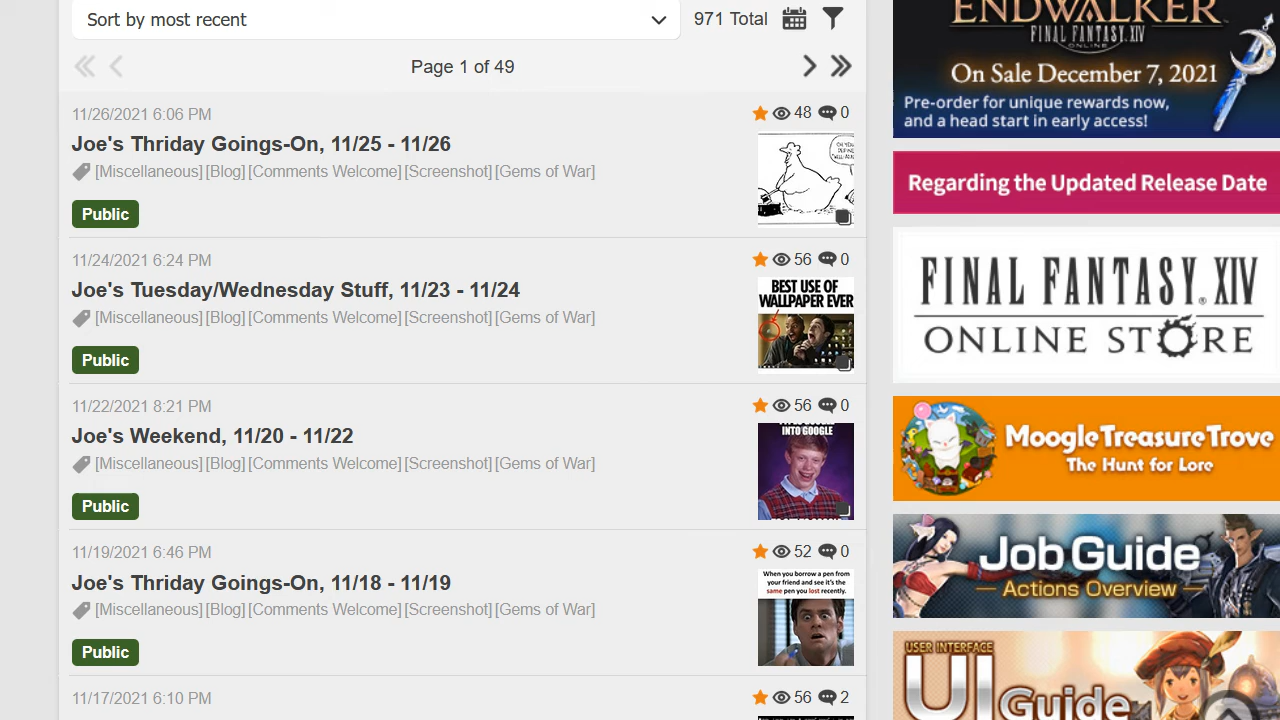 Sort by most recent
971 Total
Page 1 of 49
11/26/2021 6:06 PM
48
0
Joe's Thriday Goings-On, 11/25 - 11/26
[Miscellaneous] [Blog] [Comments Welcome] [Screenshot] [Gems of War]
Public
11/24/2021 6:24 PM
56
0
Joe's Tuesday/Wednesday Stuff, 11/23 - 11/24
[Miscellaneous] [Blog] [Comments Welcome] [Screenshot] [Gems of War]
BEST USE OF
WALLPAPER EVER
Public
11/22/2021 8:21 PM
56
0
Joe's Weekend, 11/20 - 11/22
[Miscellaneous] [Blog] [Comments Welcome] [Screenshot] [Gems of War]
INTO GOOGLE
Public
11/19/2021 6:46 PM
52
0
Joe's Thriday Goings-On, 11/18 - 11/19
[Miscellaneous] [Blog] [Comments Welcome] [Screenshot] [Gems of War]
When you borrow a pen from
your friend and see it's the
same pen you lost recently.
Public
11/17/2021 6:10 PM
56
2
ENDWALKER
FINAL FANTASY XIV
ONLINE
On Sale December 7, 2021
Pre-order for unique rewards now,
and a head start in early access!
Regarding the Updated Release Date
FINAL FANTASY XIV
ONLINE STORE
Moogle Treasure Trove
The Hunt for Lore
Job Guide
Actions Overview
USER INTERFACE
UI Guide